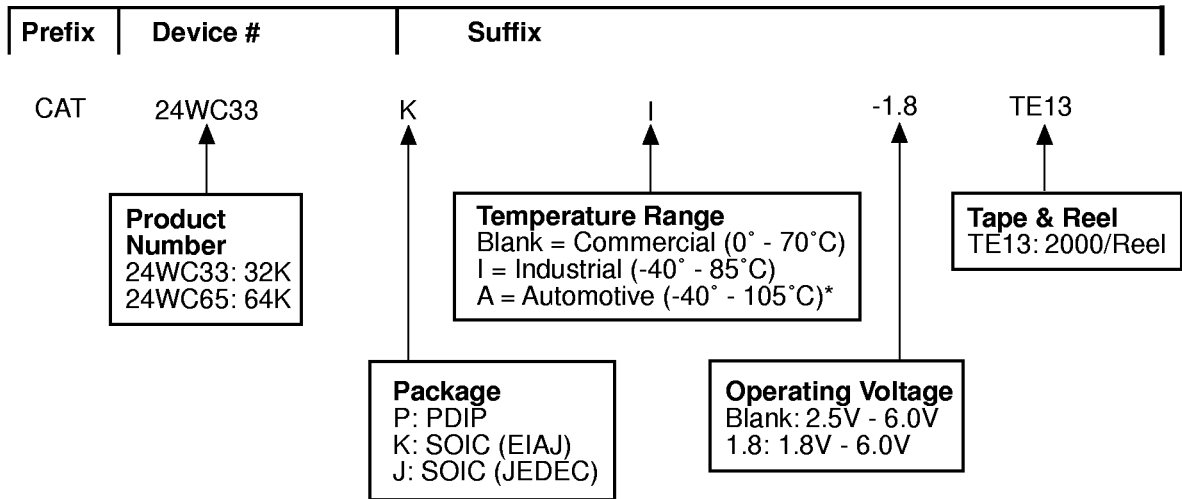 Prefix Device # Suffix
CAT 24WC33 K I -1.8 TE13
Product
Number
24WC33: 32K
24WC65: 64K
Temperature Range
Blank = Commercial (0˚ - 70˚C)
I = Industrial (-40˚ - 85˚C)
A = Automotive (-40˚ - 105˚C)*
Tape & Reel
TE13: 2000/Reel
Package
P: PDIP
K: SOIC (EIAJ)
J: SOIC (JEDEC)
Operating Voltage
Blank: 2.5V - 6.0V
1.8: 1.8V - 6.0V